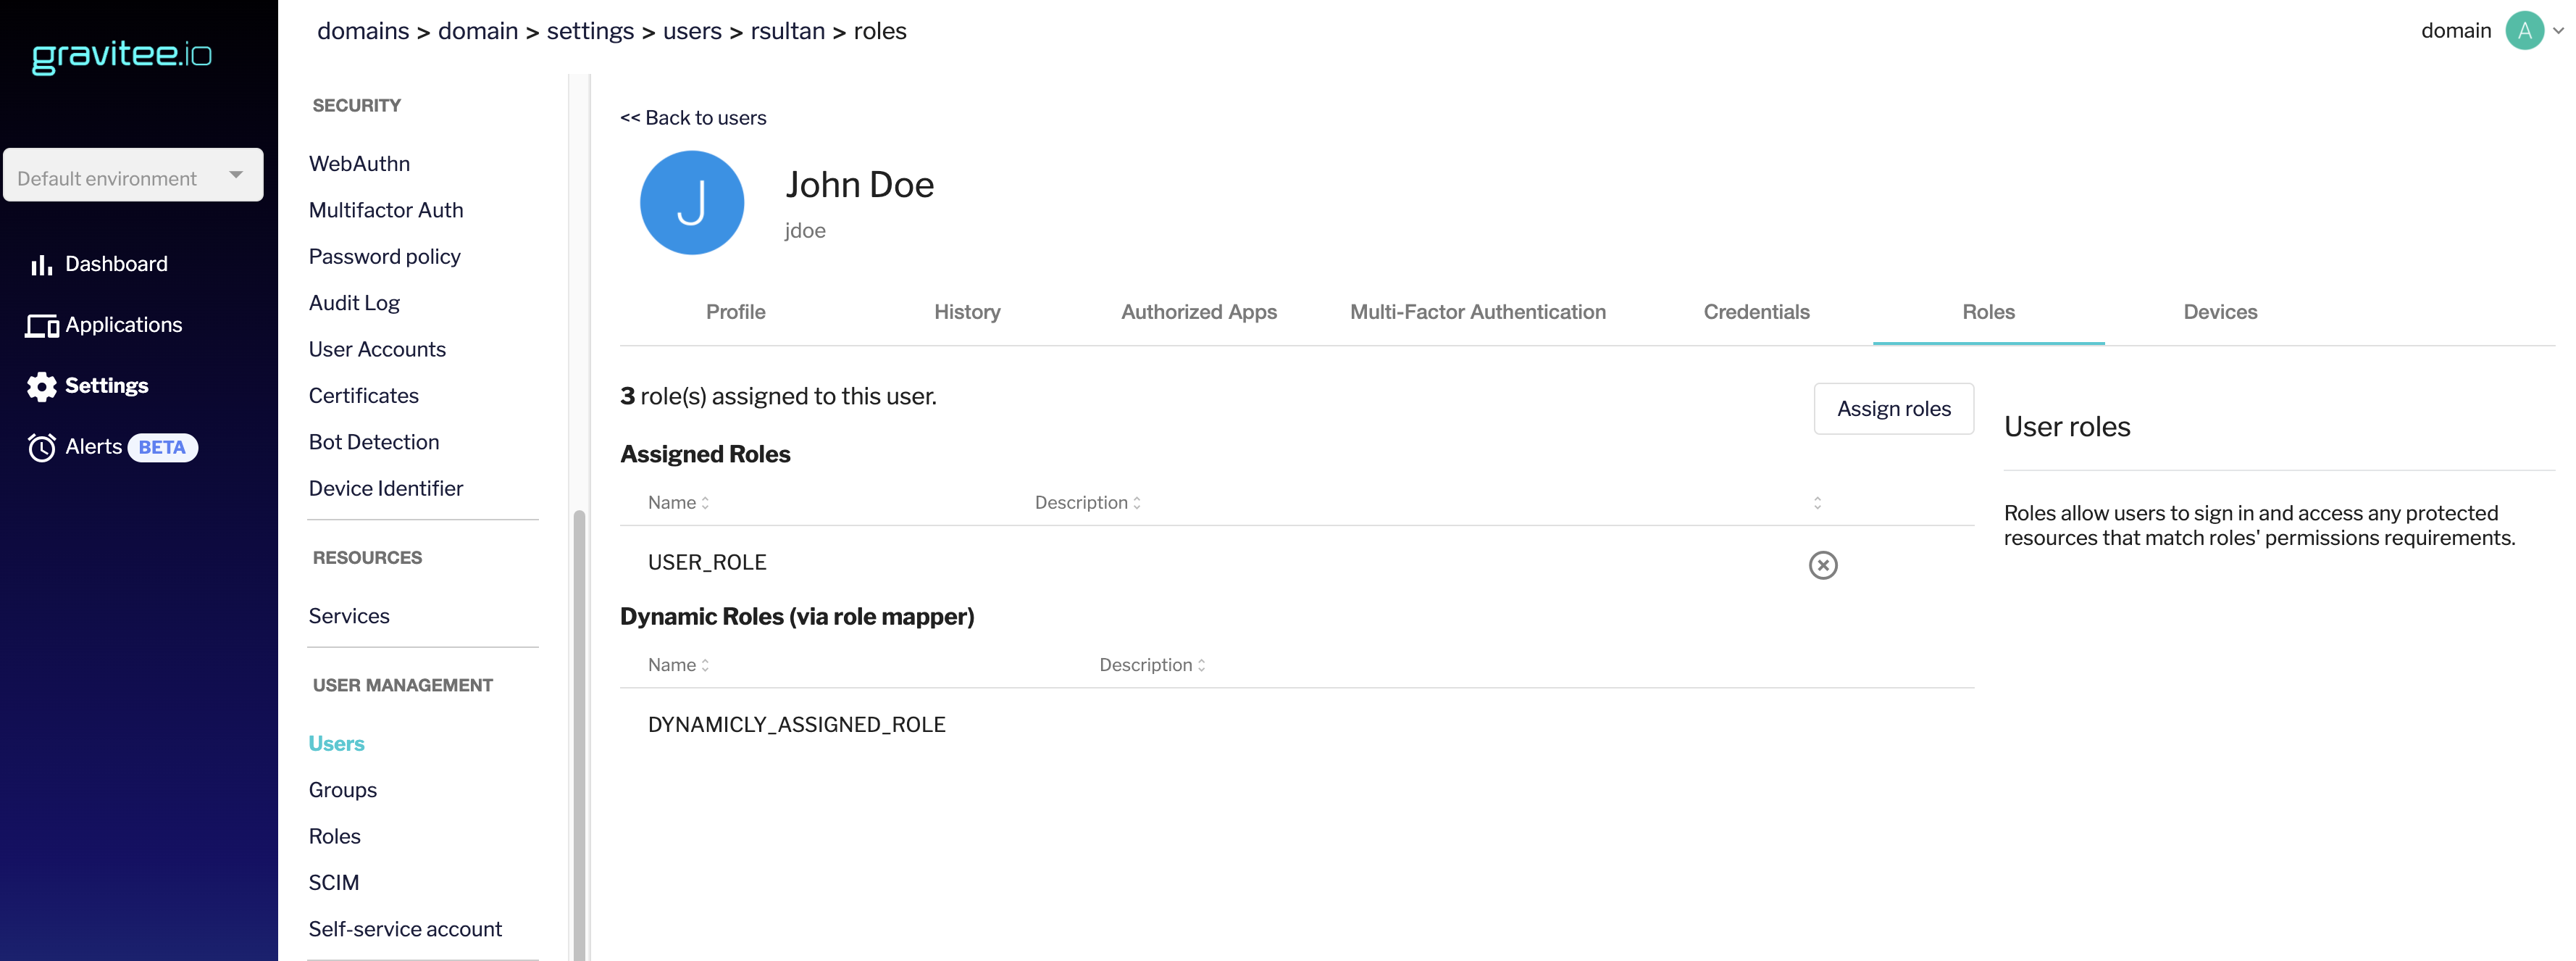 gravitee.io
Default environment
Dashboard
Applications
Settings
Alerts BETA
domains > domain > settings > users > rsultan > roles
domain A
SECURITY
WebAuthn
Multifactor Auth
Password policy
Audit Log
User Accounts
Certificates
Bot Detection
Device Identifier
RESOURCES
Services
USER MANAGEMENT
Users
Groups
Roles
SCIM
Self-service account
<< Back to users
J
John Doe
jdoe
Profile History Authorized Apps Multi-Factor Authentication Credentials Roles Devices
3 role(s) assigned to this user.
Assign roles
Assigned Roles
Name Description
USER_ROLE
Dynamic Roles (via role mapper)
Name Description
DYNAMICLY_ASSIGNED_ROLE
User roles
Roles allow users to sign in and access any protected
resources that match roles' permissions requirements.